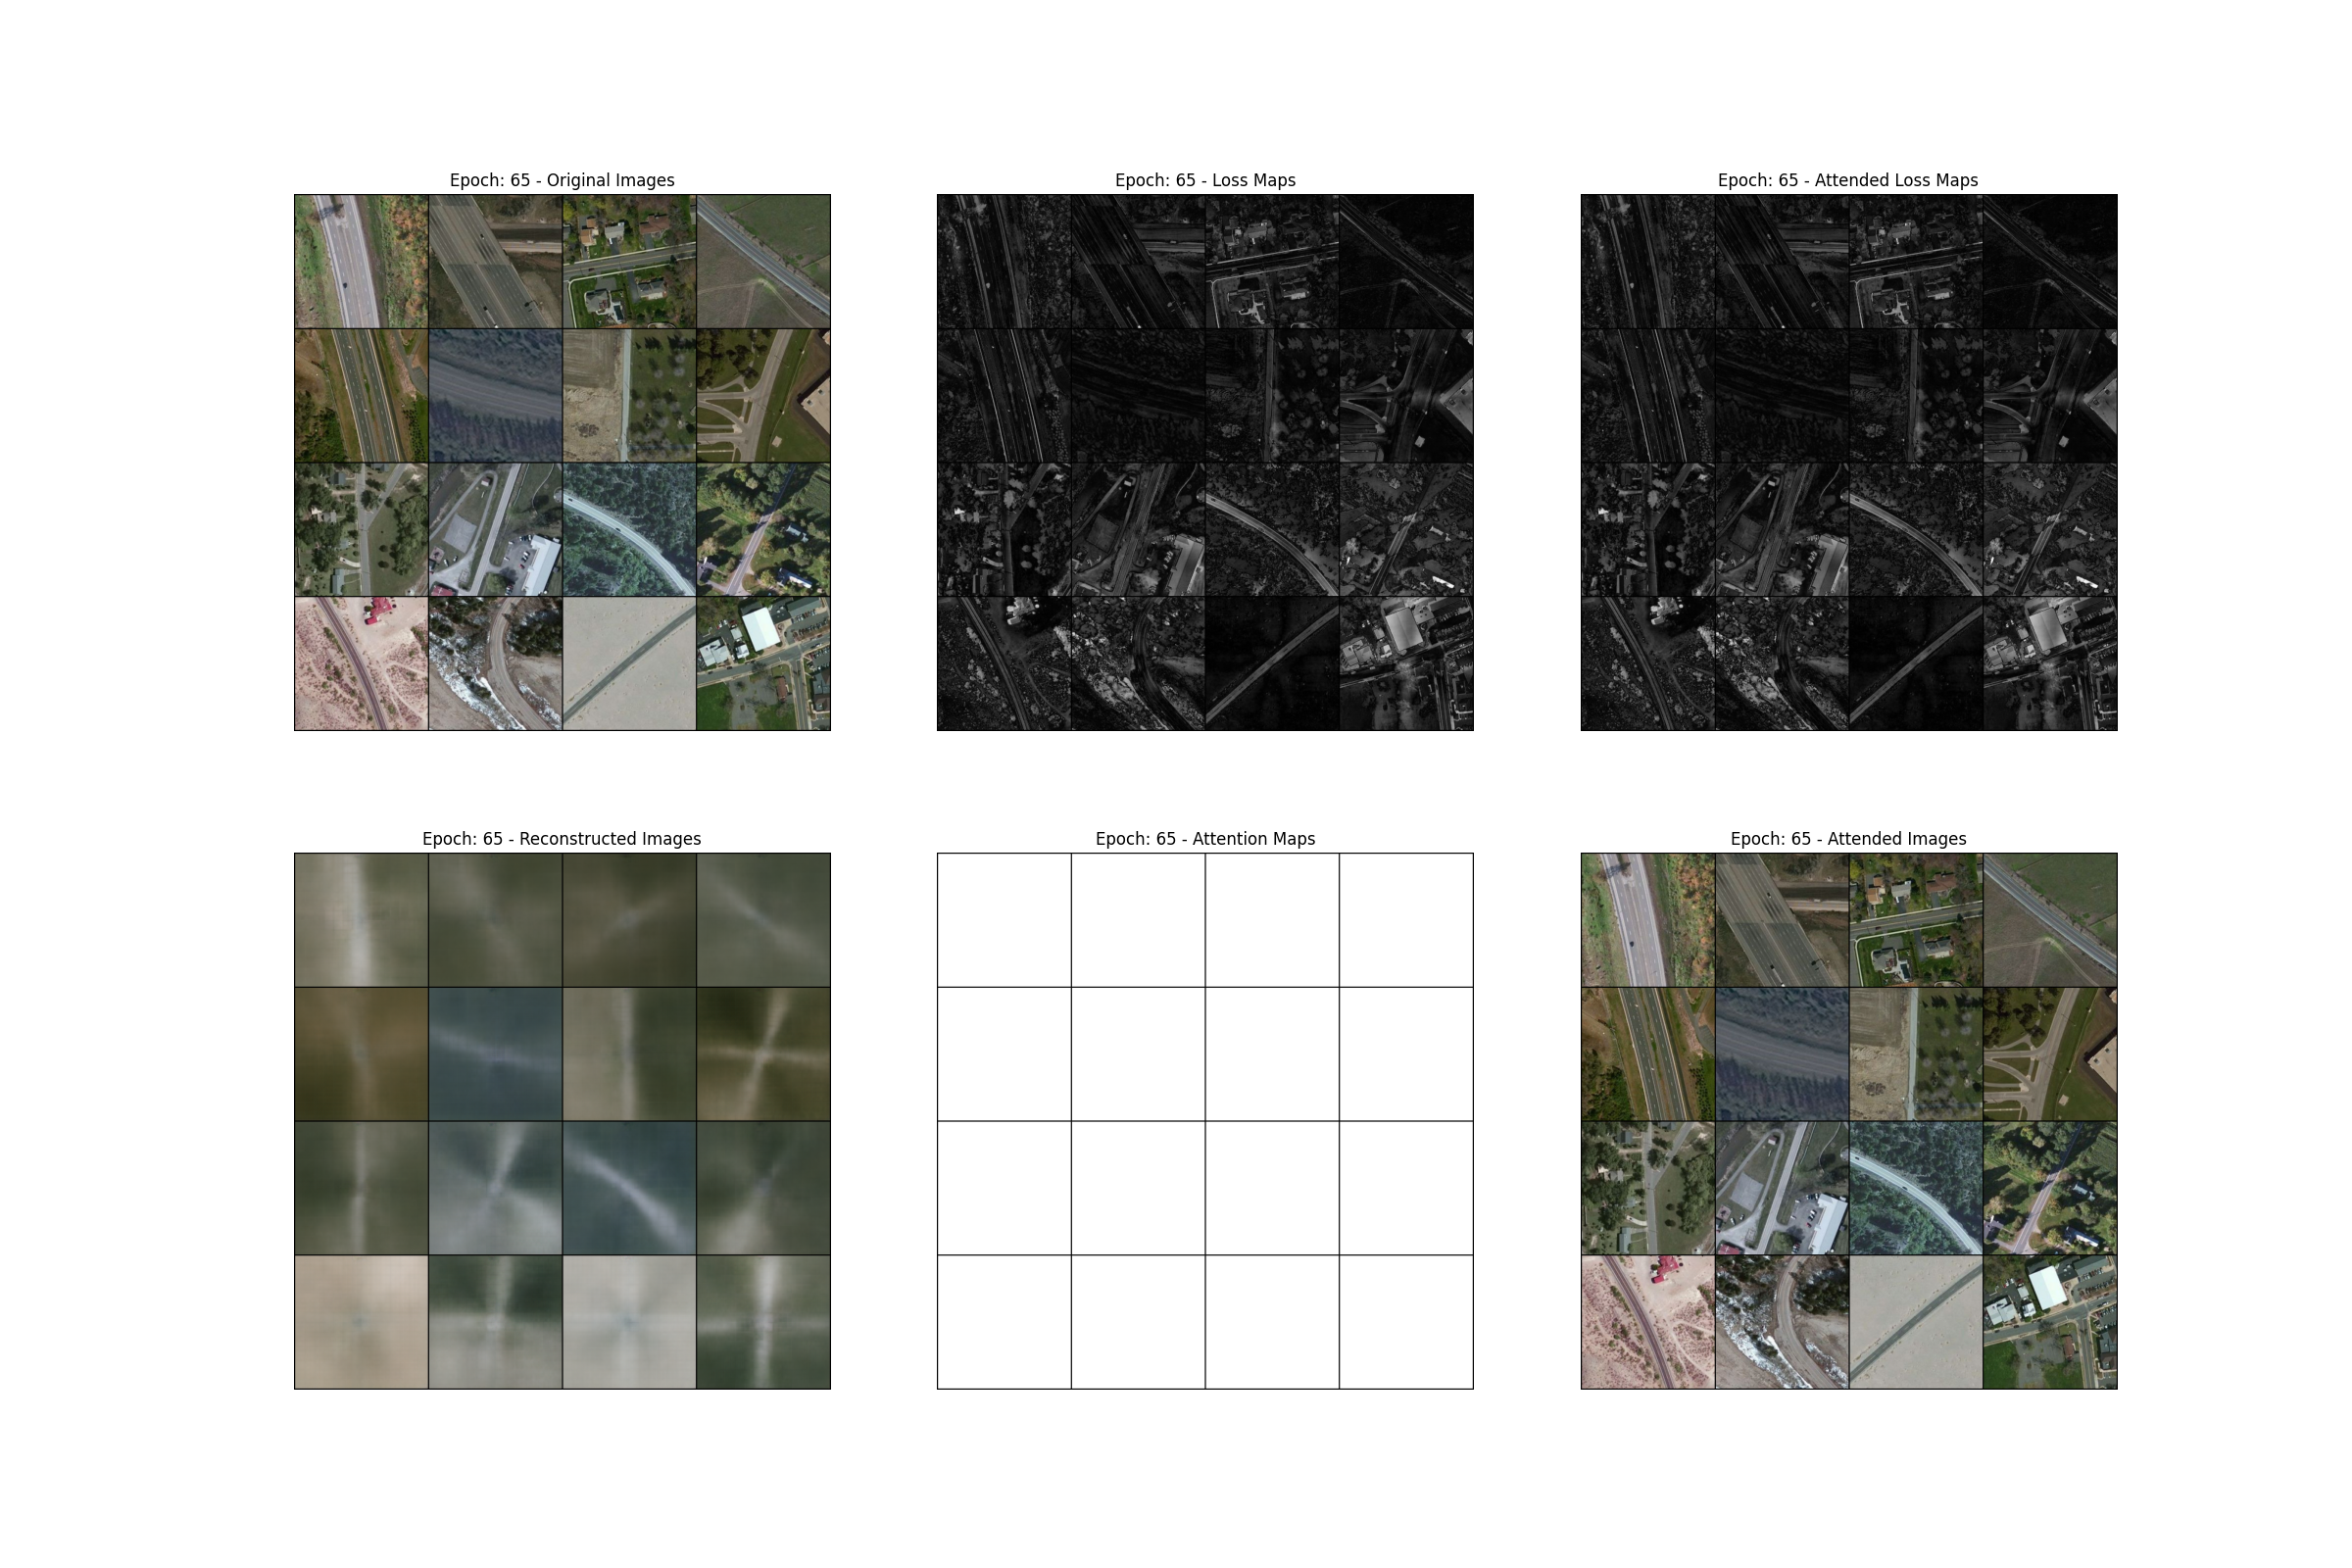 Epoch: 65 - Original Images
Epoch: 65 - Loss Maps
Epoch: 65 - Attended Loss Maps
Epoch: 65 - Reconstructed Images
Epoch: 65 - Attention Maps
Epoch: 65 - Attended Images